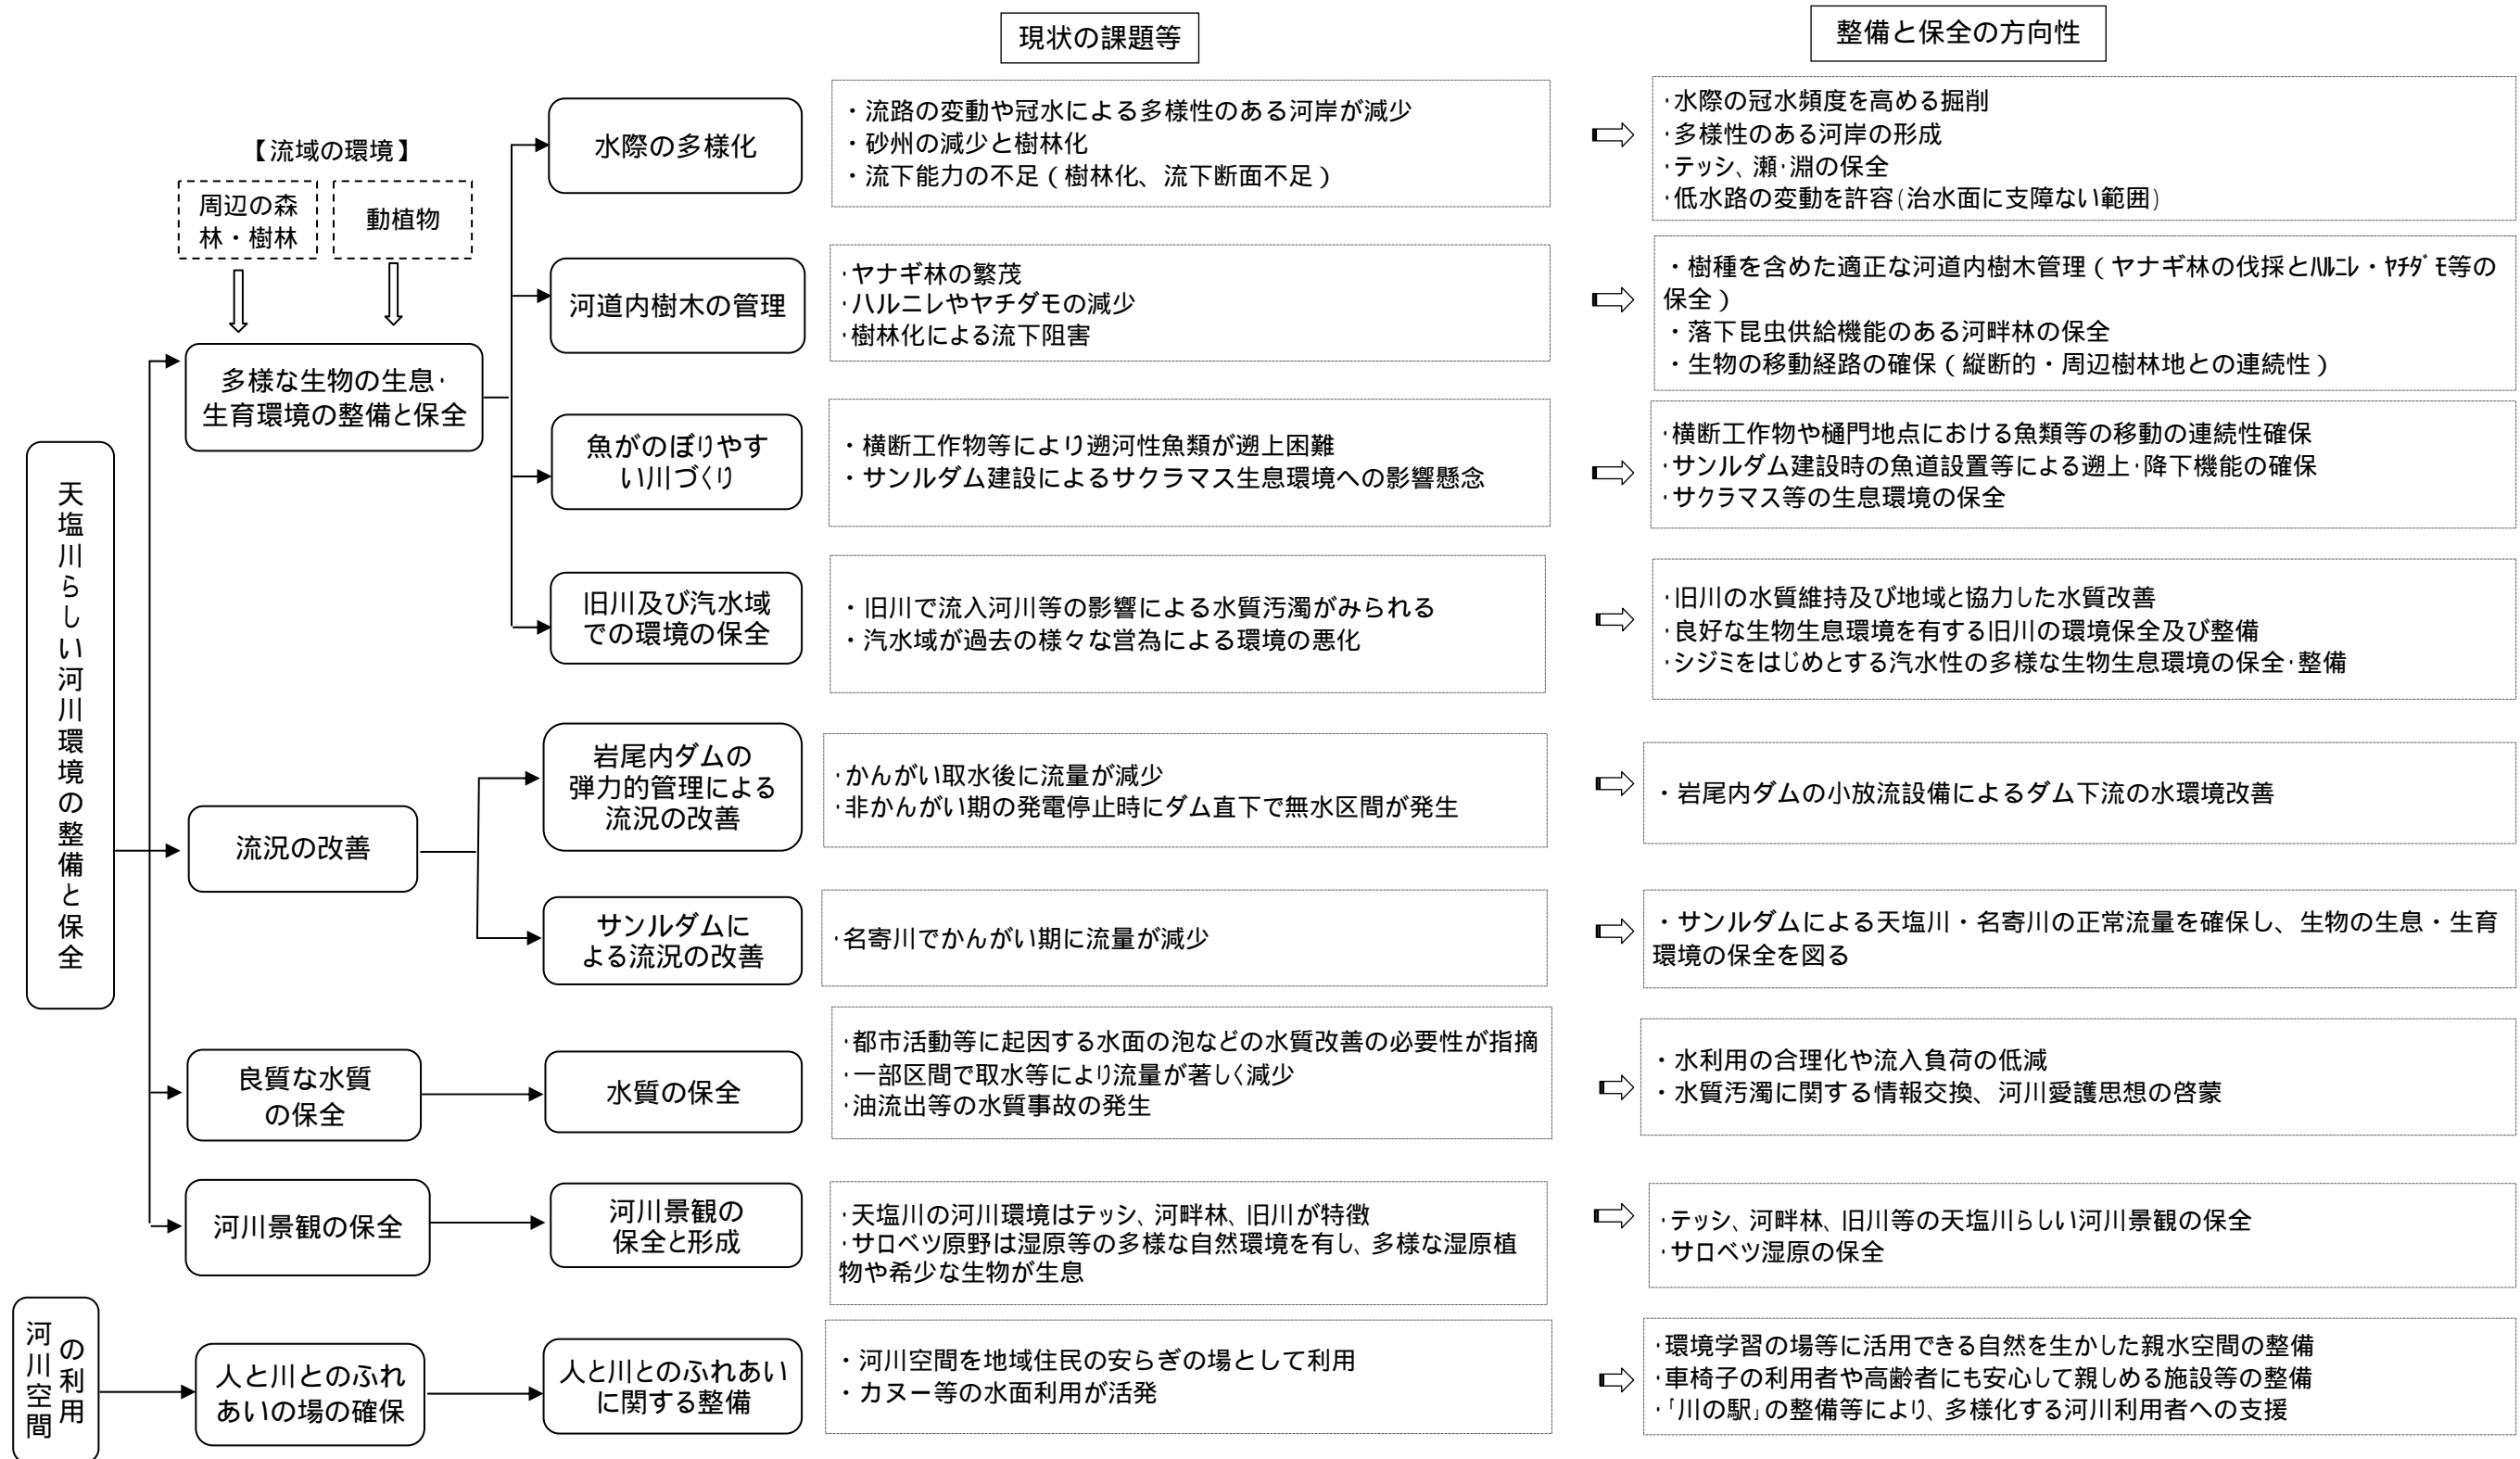 現状の課題等
整備と保全の方向性
【流域の環境】
周辺の森
林・樹林
動植物
天塩川らしい河川環境の整備と保全
多様な生物の生息・
生育環境の整備と保全
水際の多様化
・流路の変動や冠水による多様性のある河岸が減少
・砂州の減少と樹林化
・流下能力の不足（樹林化、流下断面不足）
・水際の冠水頻度を高める掘削
・多様性のある河岸の形成
・テッシ、瀬・淵の保全
・低水路の変動を許容(治水面に支障ない範囲)
河道内樹木の管理
・ヤナギ林の繁茂
・ハルニレやヤチダモの減少
・樹林化による流下阻害
・樹種を含めた適正な河道内樹木管理（ヤナギ林の伐採とﾊﾙﾆﾚ・ﾔﾁﾀﾞﾓ等の
保全）
・落下昆虫供給機能のある河畔林の保全
・生物の移動経路の確保（縦断的・周辺樹林地との連続性）
魚がのぼりやす
い川づくり
・横断工作物等により遡河性魚類が遡上困難
・サンルダム建設によるサクラマス生息環境への影響懸念
・横断工作物や樋門地点における魚類等の移動の連続性確保
・サンルダム建設時の魚道設置等による遡上・降下機能の確保
・サクラマス等の生息環境の保全
旧川及び汽水域
での環境の保全
・旧川で流入河川等の影響による水質汚濁がみられる
・汽水域が過去の様々な営為による環境の悪化
・旧川の水質維持及び地域と協力した水質改善
・良好な生物生息環境を有する旧川の環境保全及び整備
・シジミをはじめとする汽水性の多様な生物生息環境の保全・整備
流況の改善
岩尾内ダムの
弾力的管理による
流況の改善
・かんがい取水後に流量が減少
・非かんがい期の発電停止時にダム直下で無水区間が発生
・岩尾内ダムの小放流設備によるダム下流の水環境改善
サンルダムに
よる流況の改善
・名寄川でかんがい期に流量が減少
・サンルダムによる天塩川・名寄川の正常流量を確保し、生物の生息・生育
環境の保全を図る
良質な水質
の保全
水質の保全
・都市活動等に起因する水面の泡などの水質改善の必要性が指摘
・一部区間で取水等により流量が著しく減少
・油流出等の水質事故の発生
・水利用の合理化や流入負荷の低減
・水質汚濁に関する情報交換、河川愛護思想の啓蒙
河川景観の保全
河川景観の
保全と形成
・天塩川の河川環境はテッシ、河畔林、旧川が特徴
・サロベツ原野は湿原等の多様な自然環境を有し、多様な湿原植
物や希少な生物が生息
・テッシ、河畔林、旧川等の天塩川らしい河川景観の保全
・サロベツ湿原の保全
河川空間
の利用
人と川とのふれ
あいの場の確保
人と川とのふれあい
に関する整備
・河川空間を地域住民の安らぎの場として利用
・カヌー等の水面利用が活発
・環境学習の場等に活用できる自然を生かした親水空間の整備
・車椅子の利用者や高齢者にも安心して親しめる施設等の整備
・「川の駅」の整備等により、多様化する河川利用者への支援